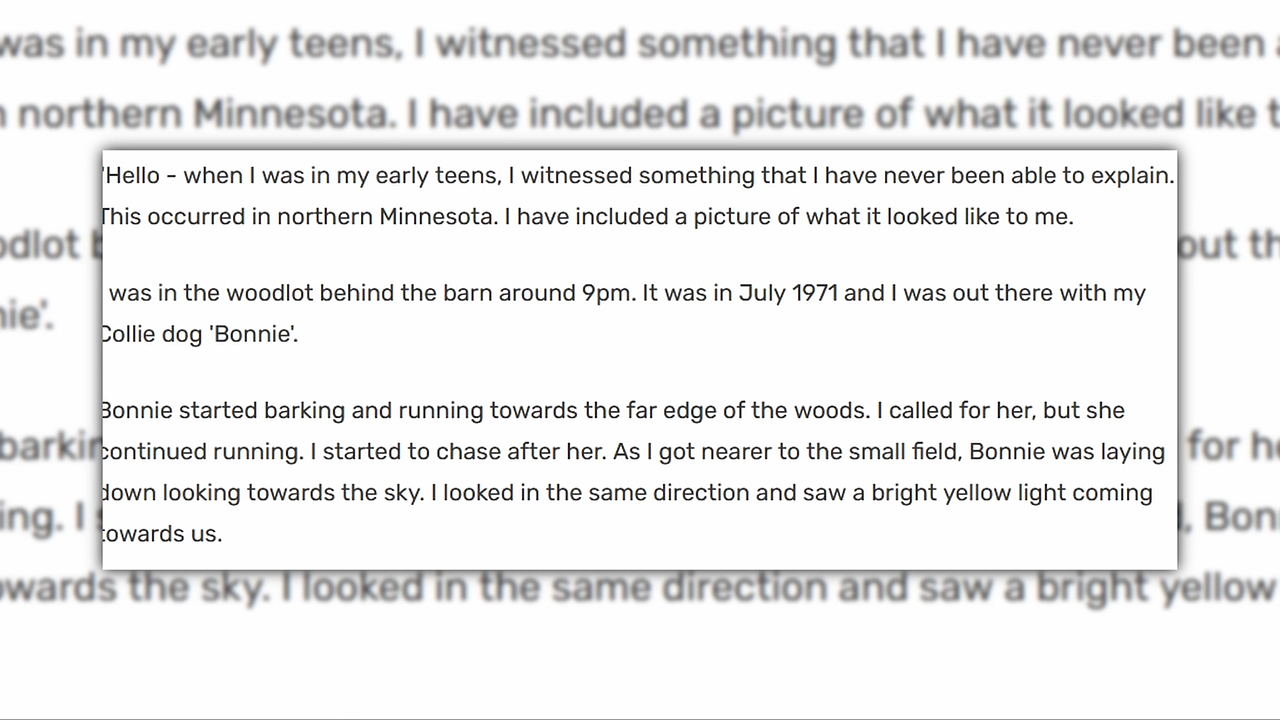 'Hello - when I was in my early teens, I witnessed something that I have never been able to explain.
This occurred in northern Minnesota. I have included a picture of what it looked like to me.
was in the woodlot behind the barn around 9pm. It was in July 1971 and I was out there with my
Collie dog 'Bonnie'.
Bonnie started barking and running towards the far edge of the woods. I called for her, but she
continued running. I started to chase after her. As I got nearer to the small field, Bonnie was laying
down looking towards the sky. I looked in the same direction and saw a bright yellow light coming
towards us.